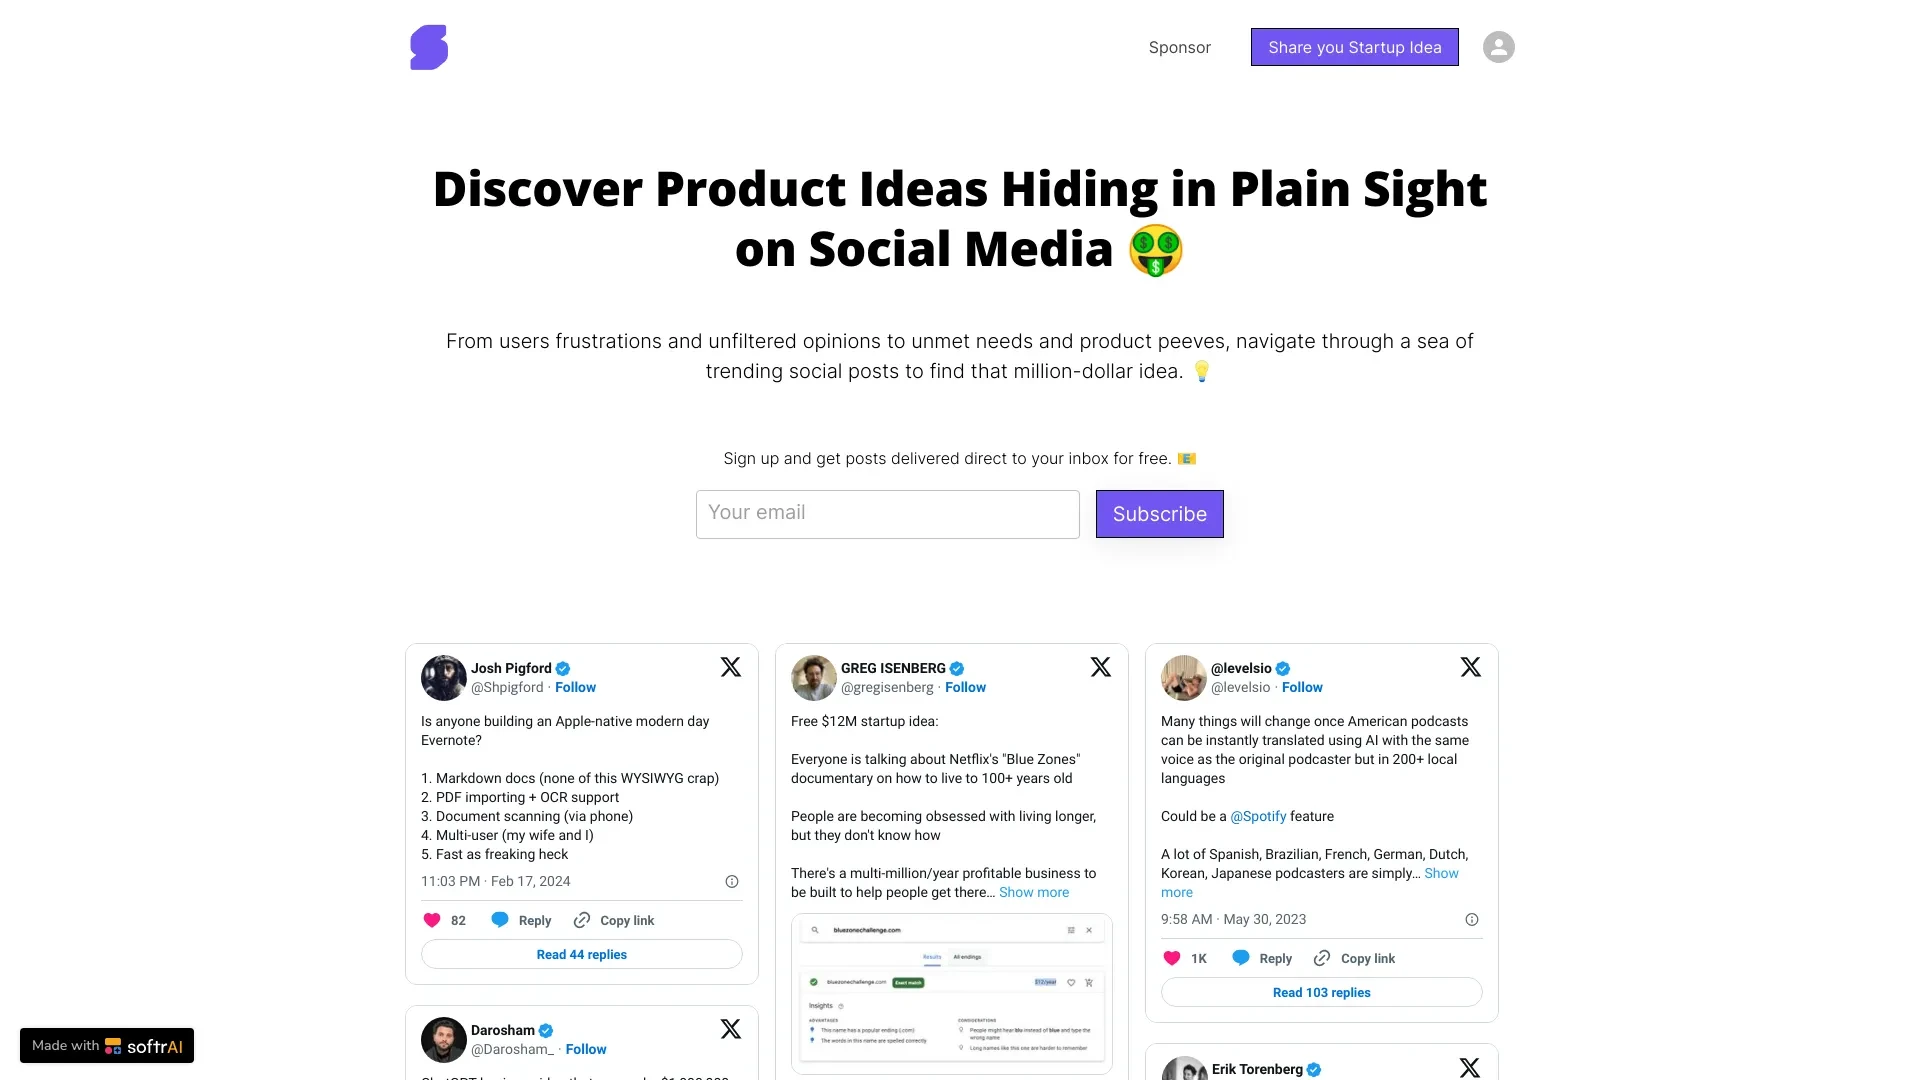 Sponsor
Share you Startup Idea
Discover Product Ideas Hiding in Plain Sight
on Social Media
From users frustrations and unfiltered opinions to unmet needs and product peeves, navigate through a sea of
trending social posts to find that million-dollar idea.
Sign up and get posts delivered direct to your inbox for free.
Your email
Subscribe
Josh Pigford
@Shpigford · Follow
Is anyone building an Apple-native modern day
Evernote?
1. Markdown docs (none of this WYSIWYG crap)
2. PDF importing + OCR support
3. Document scanning (via phone)
4. Multi-user (my wife and I)
5. Fast as freaking heck
11:03 PM · Feb 17, 2024
82 Reply Copy link
Read 44 replies
Darosham
@Darosham_ · Follow
GREG ISENBERG
@gregisenberg · Follow
Free $12M startup idea:
Everyone is talking about Netflix's "Blue Zones"
documentary on how to live to 100+ years old
People are becoming obsessed with living longer,
but they don't know how
There's a multi-million/year profitable business to
be built to help people get there... Show more
bluezonechallenge.com
Results All endings
bluezonechallenge.com Exact match $12/year
Insights
ADVANTAGES
This name has a popular ending (.com)
The words in this name are spelled correctly
CONSIDERATIONS
People might hear blu instead of blue and type the
wrong name
Long names like this one are harder to remember
@levelsio
@levelsio · Follow
Many things will change once American podcasts
can be instantly translated using AI with the same
voice as the original podcaster but in 200+ local
languages
Could be a @Spotify feature
A lot of Spanish, Brazilian, French, German, Dutch,
Korean, Japanese podcasters are simply... Show
more
9:58 AM · May 30, 2023
1K Reply Copy link
Read 103 replies
Erik Torenberg
Made with softrAI